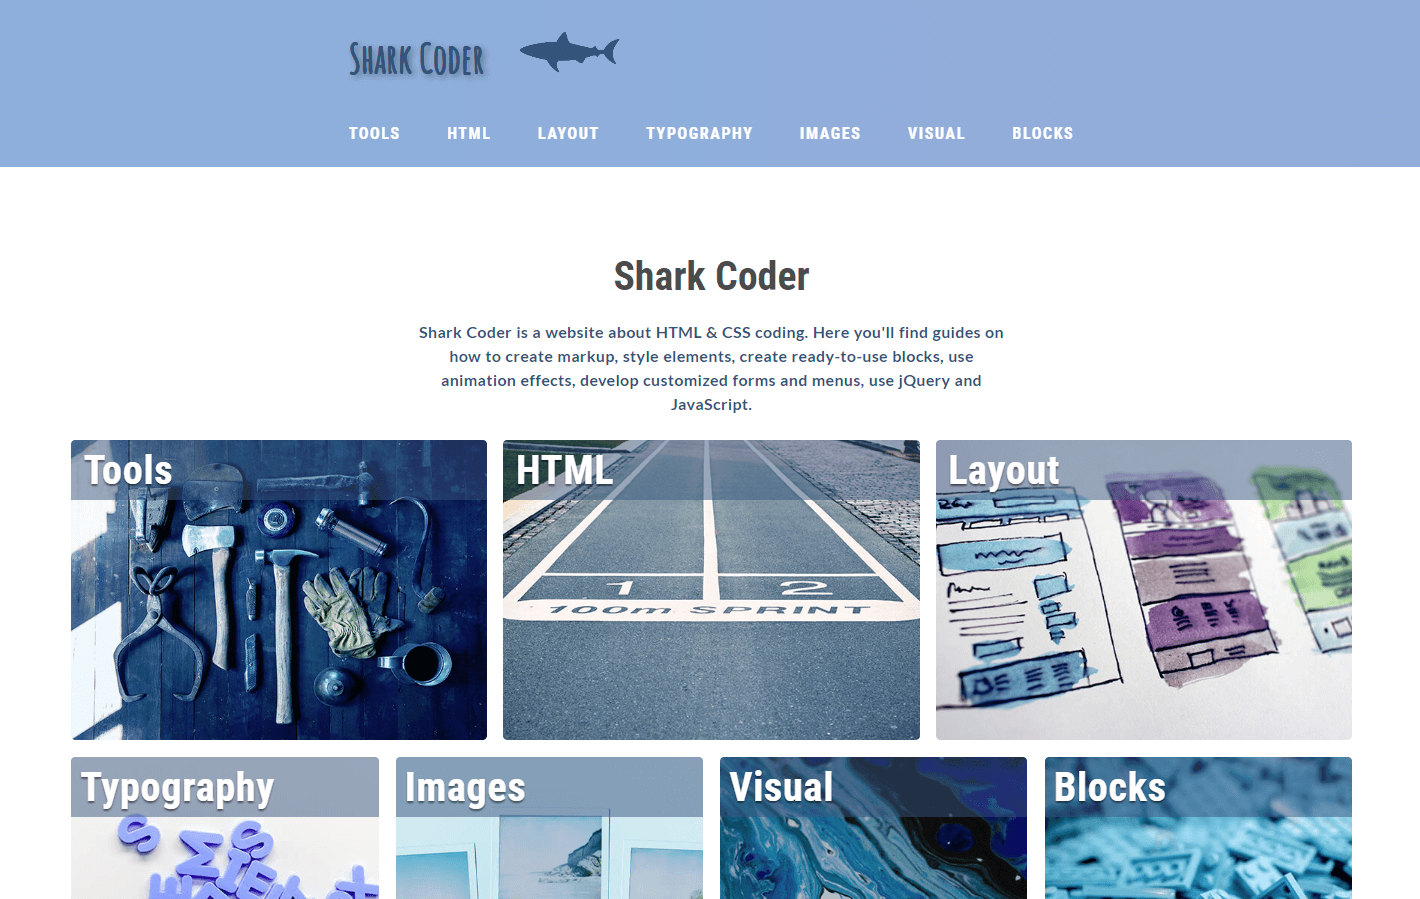 Shark Coder
TOOLS HTML LAYOUT TYPOGRAPHY IMAGES VISUAL BLOCKS
Shark Coder
Shark Coder is a website about HTML & CSS coding. Here you'll find guides on
how to create markup, style elements, create ready-to-use blocks, use
animation effects, develop customized forms and menus, use jQuery and
JavaScript.
Tools
HTML
1 2
100m SPRINT
Layout
Typography
Images
Visual
Blocks